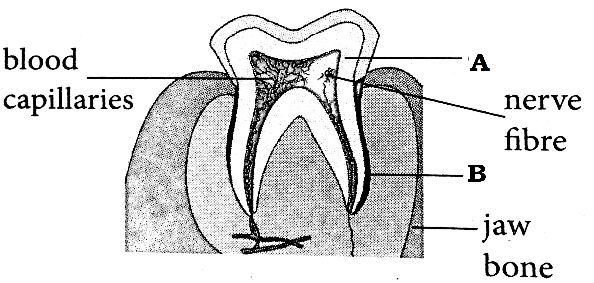 blood
capillaries
A
nerve
fibre
B
jaw
bone